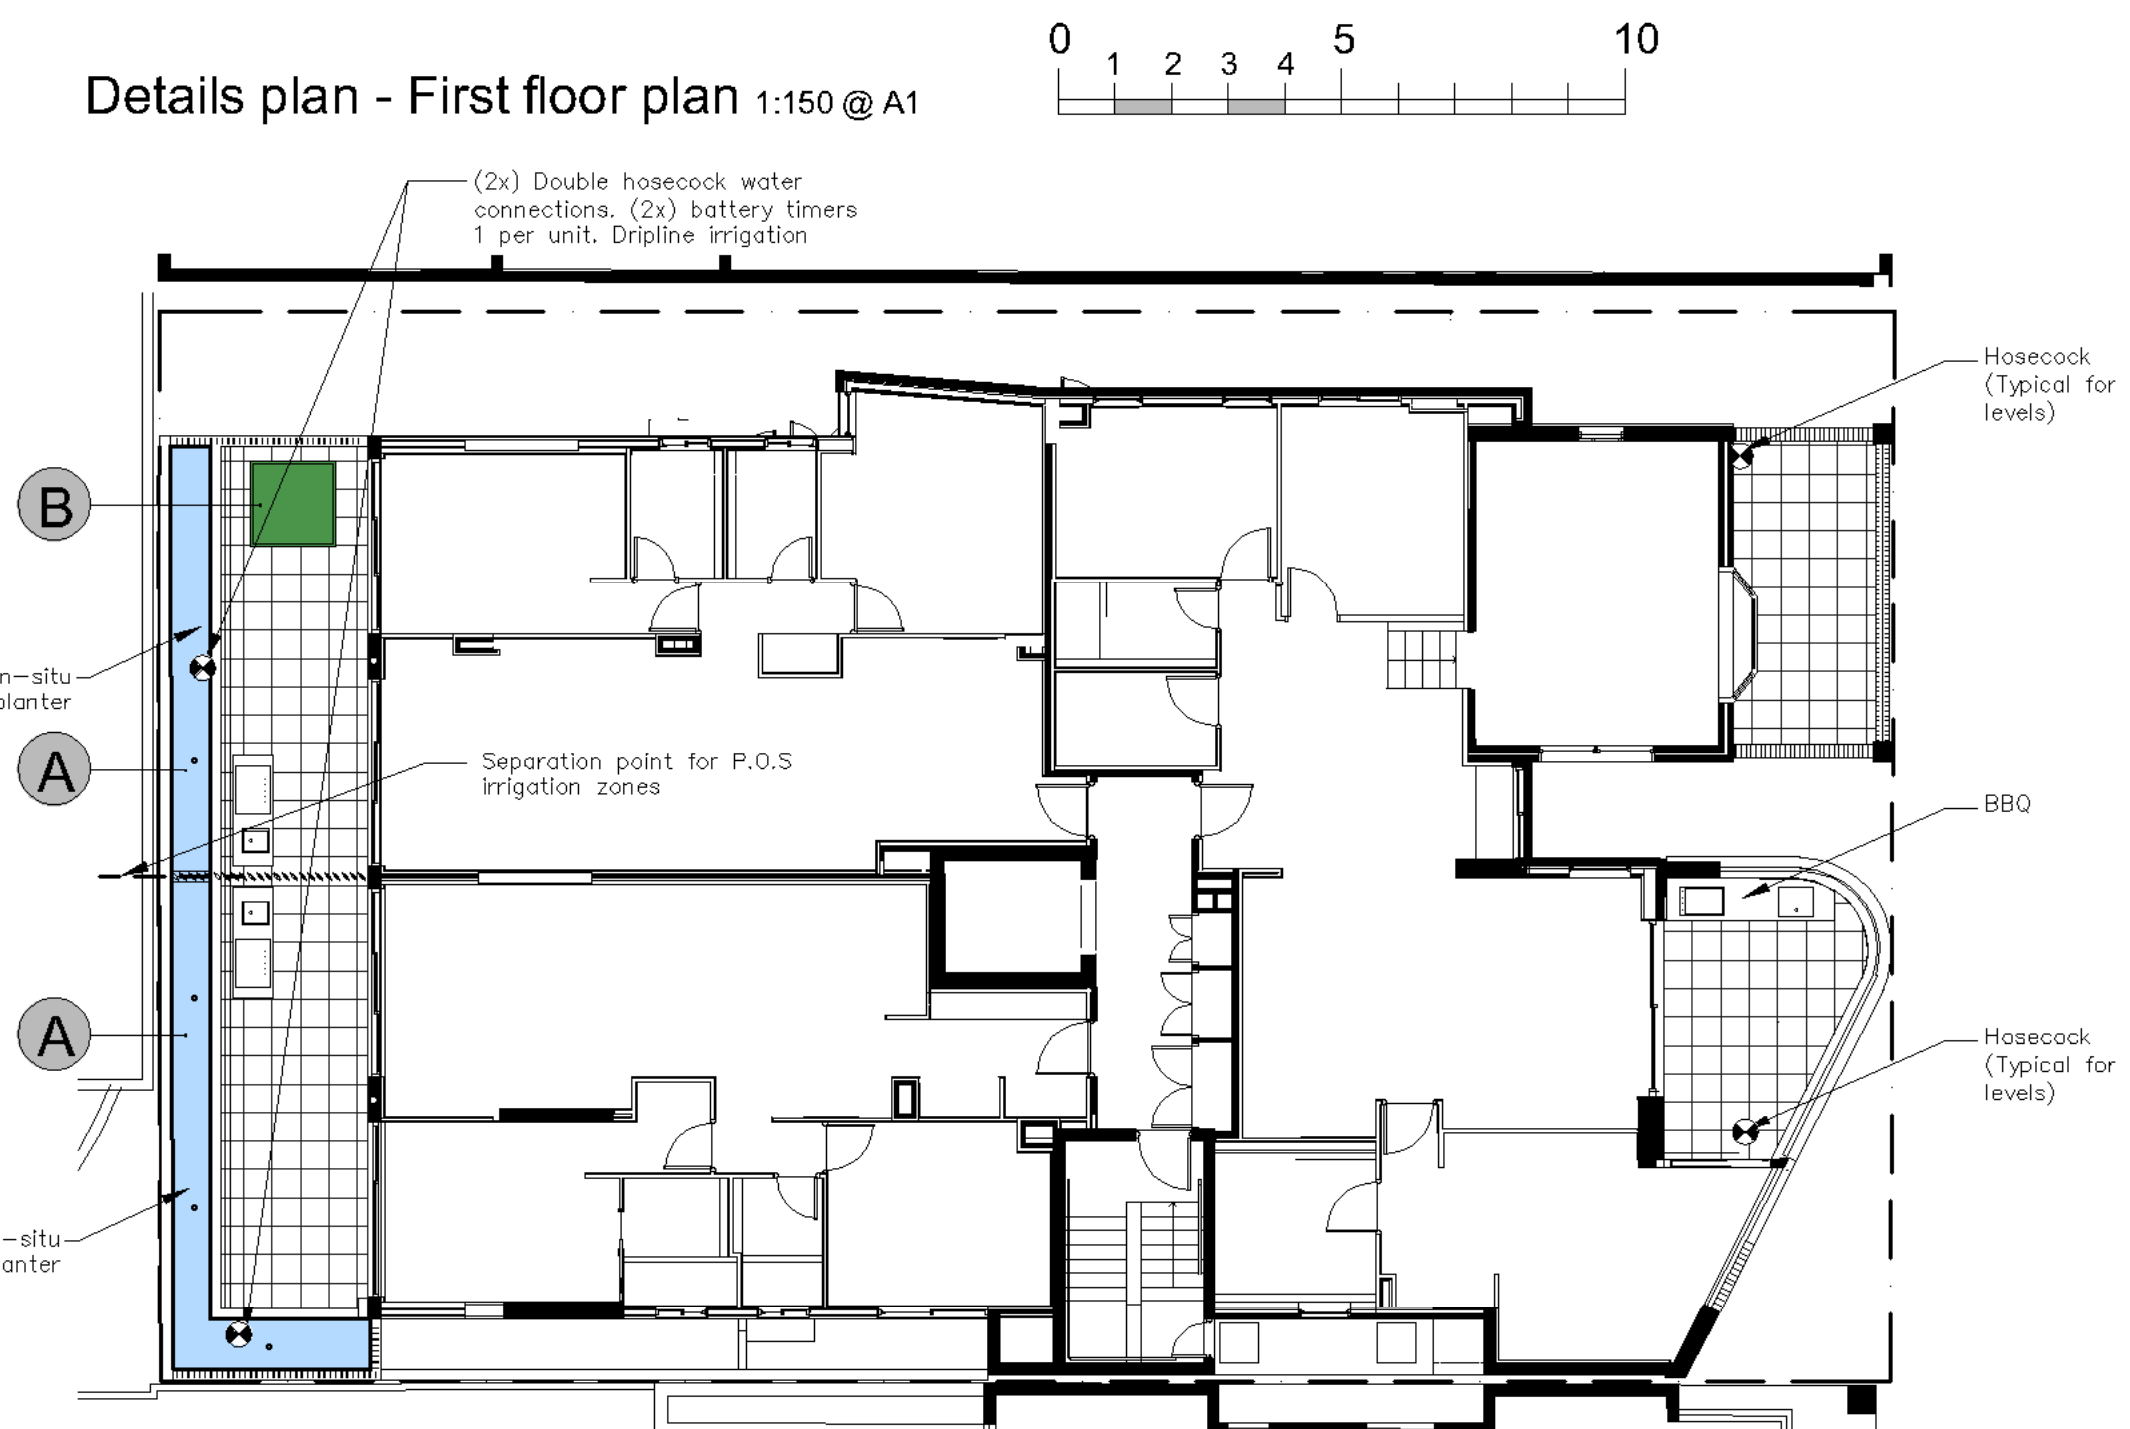 0 5 10
1 2 3 4
Details plan - First floor plan 1:150 @ A1
(2x) Double hosecock water
connections. (2x) battery timers
1 per unit. Dripline irrigation
Hosecock
(Typical for
levels)
B
n-situ
planter
A
Separation point for P.O.S
irrigation zones
BBQ
A
Hosecock
(Typical for
levels)
-situ
anter